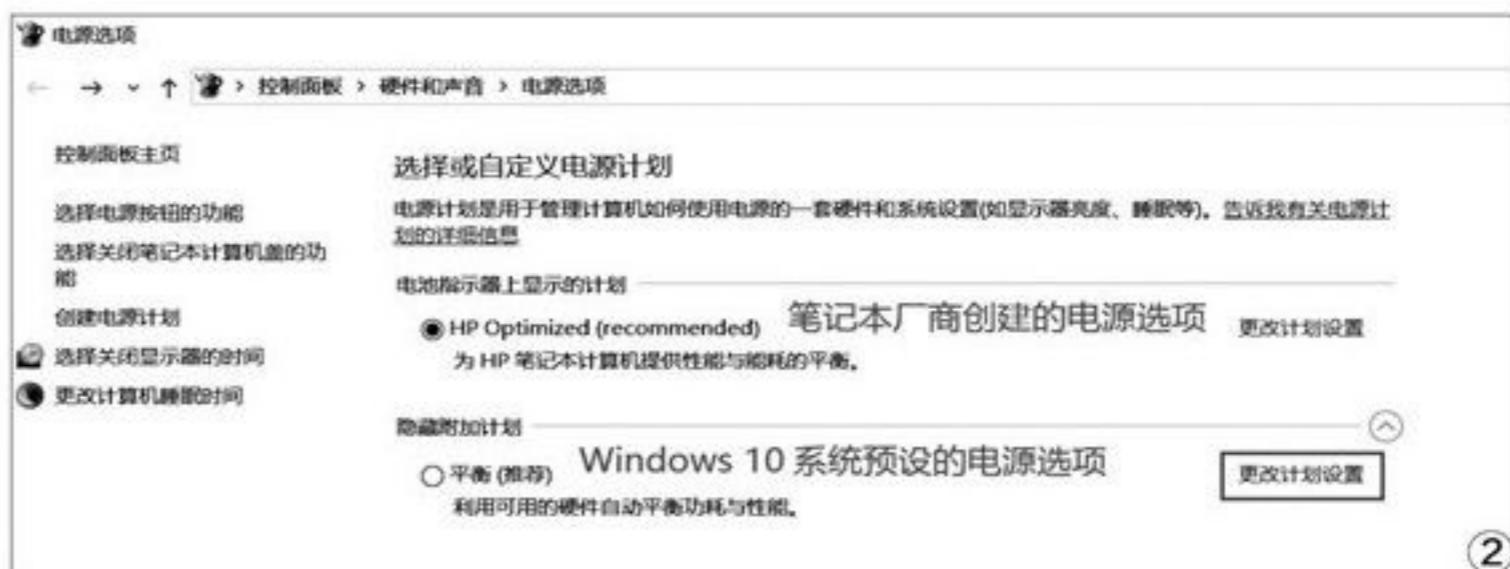 电源选项
控制面板 > 硬件和声音 > 电源选项
控制面板主页
选择电源按钮的功能
选择关闭笔记本计算机盖的功
能
创建电源计划
选择关闭显示器的时间
更改计算机睡眠时间
选择或自定义电源计划
电源计划是用于管理计算机如何使用电源的一套硬件和系统设置(如显示器亮度、睡眠等)。告诉我有关电源计
划的详细信息
电池指示器上显示的计划
HP Optimized (recommended) 笔记本厂商创建的电源选项 更改计划设置
为 HP 笔记本计算机提供性能与能耗的平衡。
隐藏附加计划
平衡 (推荐) Windows 10 系统预设的电源选项 更改计划设置
利用可用的硬件自动平衡功耗与性能。
②